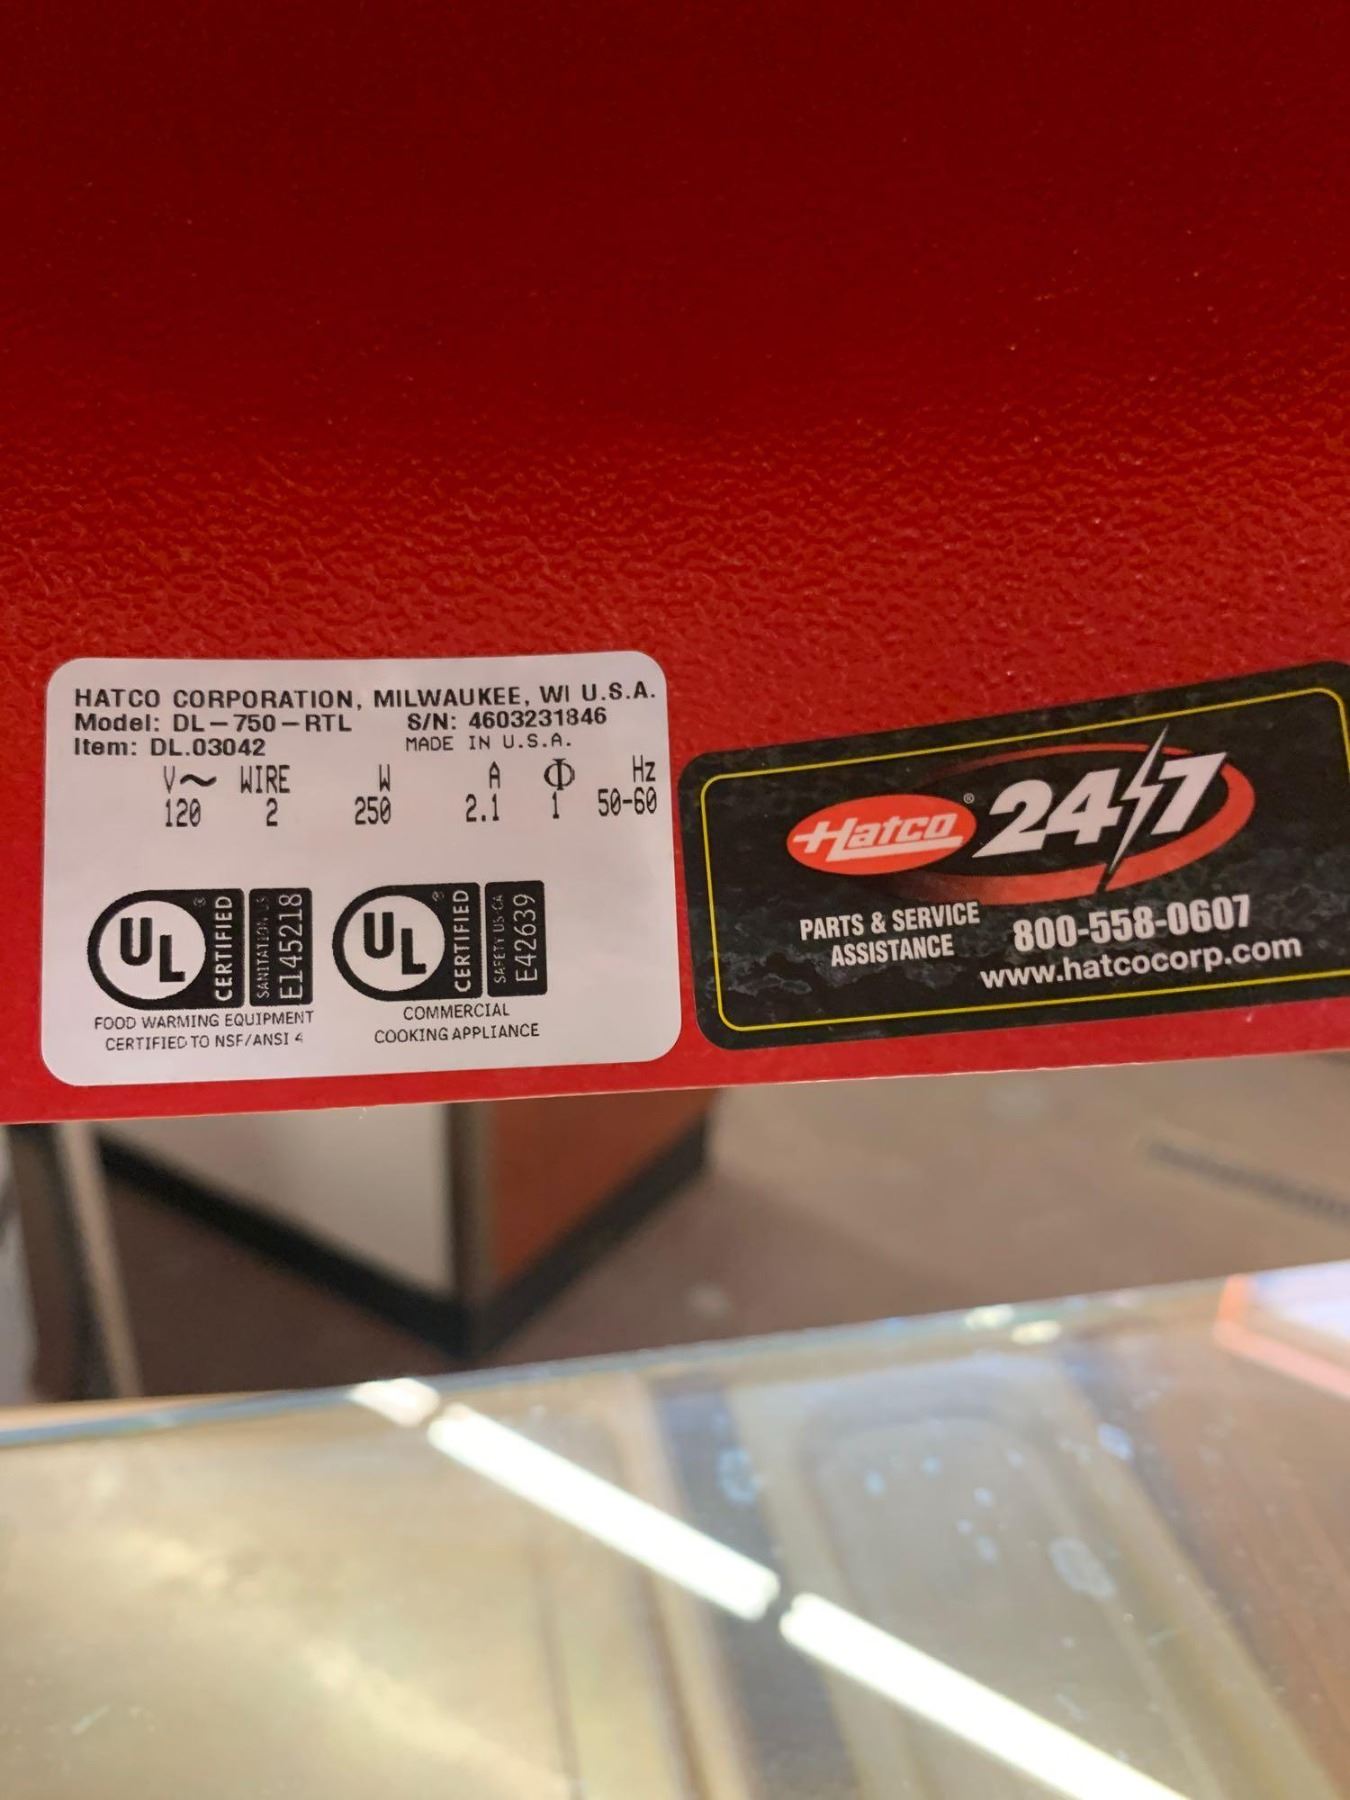 HATCO CORPORATION, MILWAUKEE, WI U.S.A.
Model: DL-750-RTL S/N: 4603231846
Item: DL.03042 MADE IN U.S.A.
V~ WIRE W A Φ Hz
120 2 250 2.1 1 50-60
UL® CERTIFIED SANITATION US E145218
FOOD WARMING EQUIPMENT
CERTIFIED TO NSF/ANSI 4
UL® CERTIFIED SAFETY US-CA E42639
COMMERCIAL
COOKING APPLIANCE
Hatco® 24/7
PARTS & SERVICE
ASSISTANCE
800-558-0607
www.hatcocorp.com